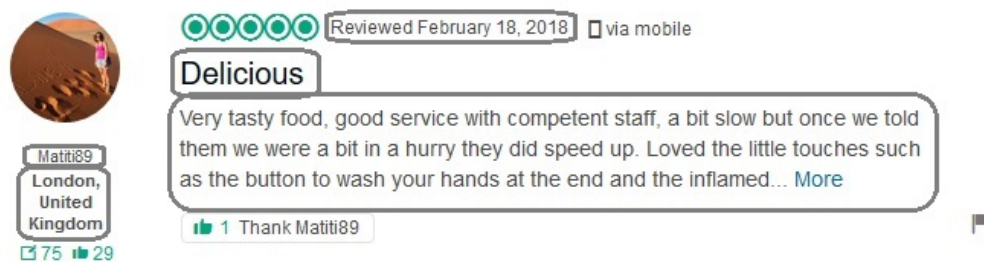 Reviewed February 18, 2018 via mobile
Delicious
Very tasty food, good service with competent staff, a bit slow but once we told
them we were a bit in a hurry they did speed up. Loved the little touches such
as the button to wash your hands at the end and the inflamed... More
Matiti89
London,
United
Kingdom
75 29
1 Thank Matiti89